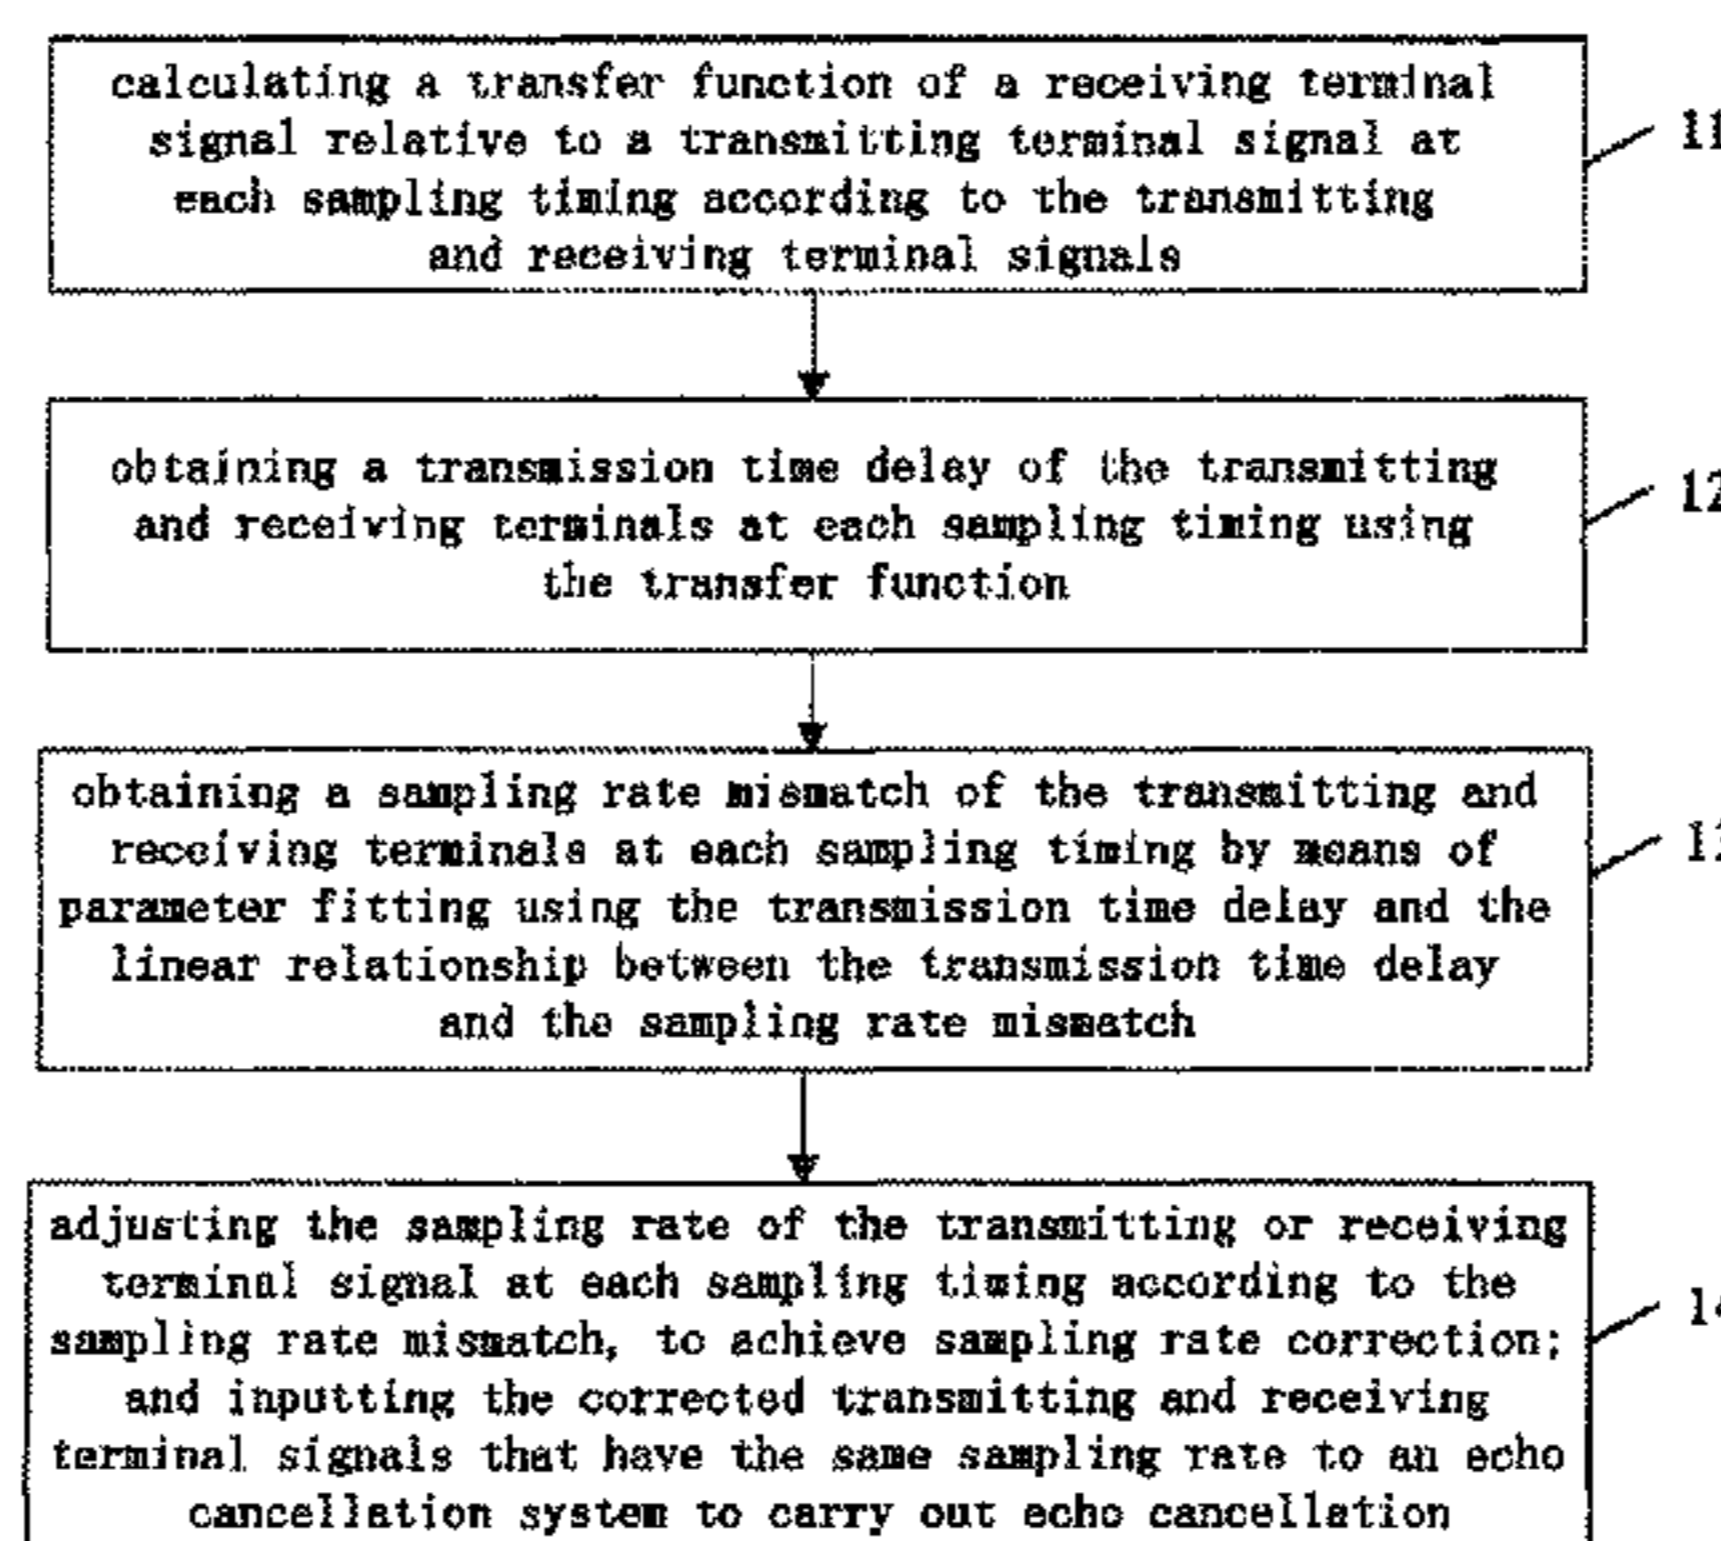 calculating a transfer function of a receiving terminal
signal relative to a transmitting terminal signal at
each sampling timing according to the transmitting
and receiving terminal signals
11
obtaining a transmission time delay of the transmitting
and receiving terminals at each sampling timing using
the transfer function
12
obtaining a sampling rate mismatch of the transmitting and
receiving terminals at each sampling timing by means of
parameter fitting using the transmission time delay and the
linear relationship between the transmission time delay
and the sampling rate mismatch
adjusting the sampling rate of the transmitting or receiving
terminal signal at each sampling timing according to the
sampling rate mismatch, to achieve sampling rate correction;
and inputting the corrected transmitting and receiving
terminal signals that have the same sampling rate to an echo
cancellation system to carry out echo cancellation
14